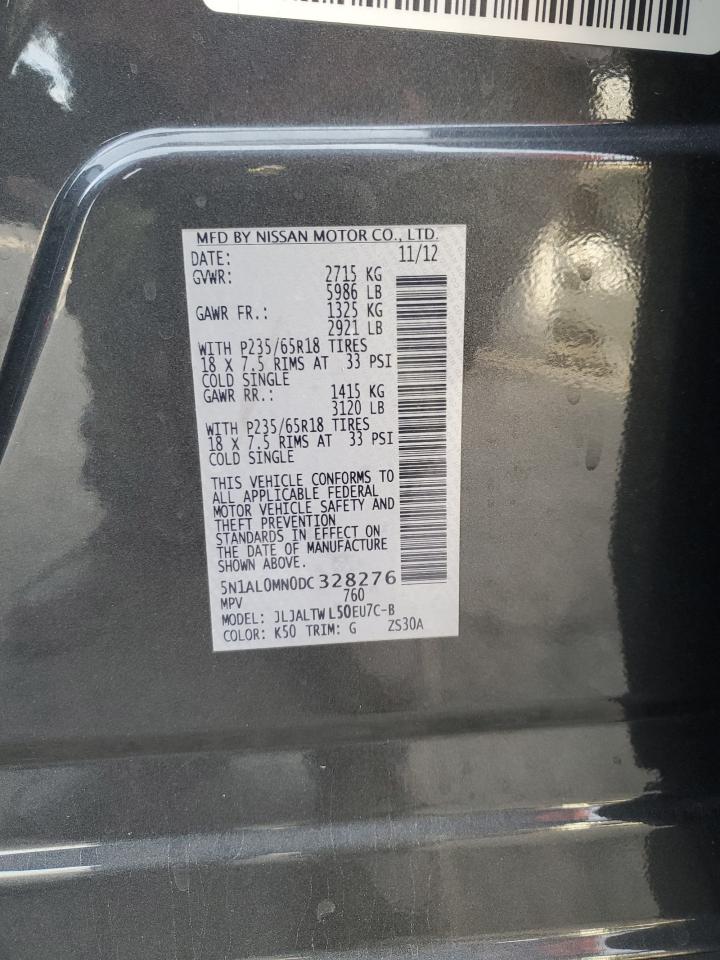 MFD BY NISSAN MOTOR CO., LTD.
DATE: 11/12
GVWR: 2715 KG
5986 LB
GAWR FR.: 1325 KG
2921 LB
WITH P235/65R18 TIRES
18 X 7.5 RIMS AT 33 PSI
COLD SINGLE
GAWR RR.: 1415 KG
3120 LB
WITH P235/65R18 TIRES
18 X 7.5 RIMS AT 33 PSI
COLD SINGLE
THIS VEHICLE CONFORMS TO
ALL APPLICABLE FEDERAL
MOTOR VEHICLE SAFETY AND
THEFT PREVENTION
STANDARDS IN EFFECT ON
THE DATE OF MANUFACTURE
SHOWN ABOVE.
5N1AL0MN0DC328276
MPV 760
MODEL: JLJALTWL50EU7C-B
COLOR: K50 TRIM: G ZS30A